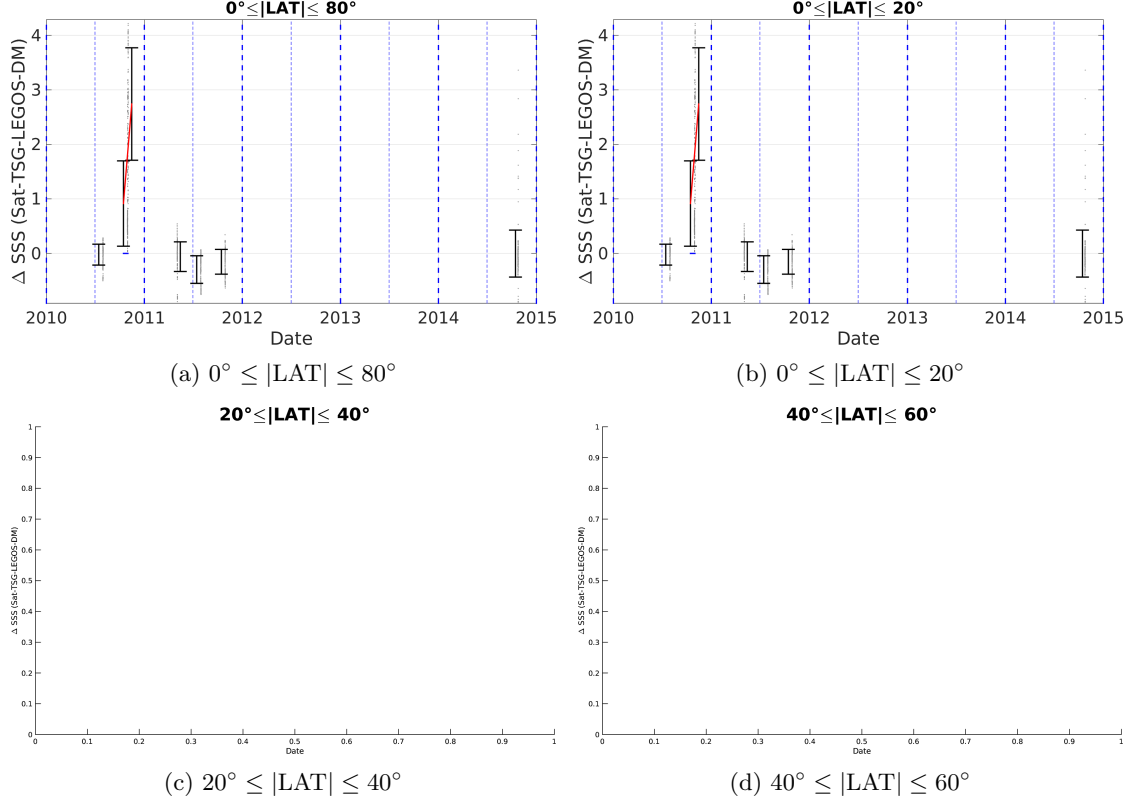 0°≤|LAT|≤ 80°
Δ SSS (Sat-TSG-LEGOS-DM)
4
3
2
1
0
2010 2011 2012 2013 2014 2015
Date
(a) 0° ≤ |LAT| ≤ 80°
0°≤|LAT|≤ 20°
Δ SSS (Sat-TSG-LEGOS-DM)
4
3
2
1
0
2010 2011 2012 2013 2014 2015
Date
(b) 0° ≤ |LAT| ≤ 20°
20°≤|LAT|≤ 40°
Δ SSS (Sat-TSG-LEGOS-DM)
1
0.9
0.8
0.7
0.6
0.5
0.4
0.3
0.2
0.1
0
0 0.1 0.2 0.3 0.4 0.5 0.6 0.7 0.8 0.9 1
Date
(c) 20° ≤ |LAT| ≤ 40°
40°≤|LAT|≤ 60°
Δ SSS (Sat-TSG-LEGOS-DM)
1
0.9
0.8
0.7
0.6
0.5
0.4
0.3
0.2
0.1
0
0 0.1 0.2 0.3 0.4 0.5 0.6 0.7 0.8 0.9 1
Date
(d) 40° ≤ |LAT| ≤ 60°